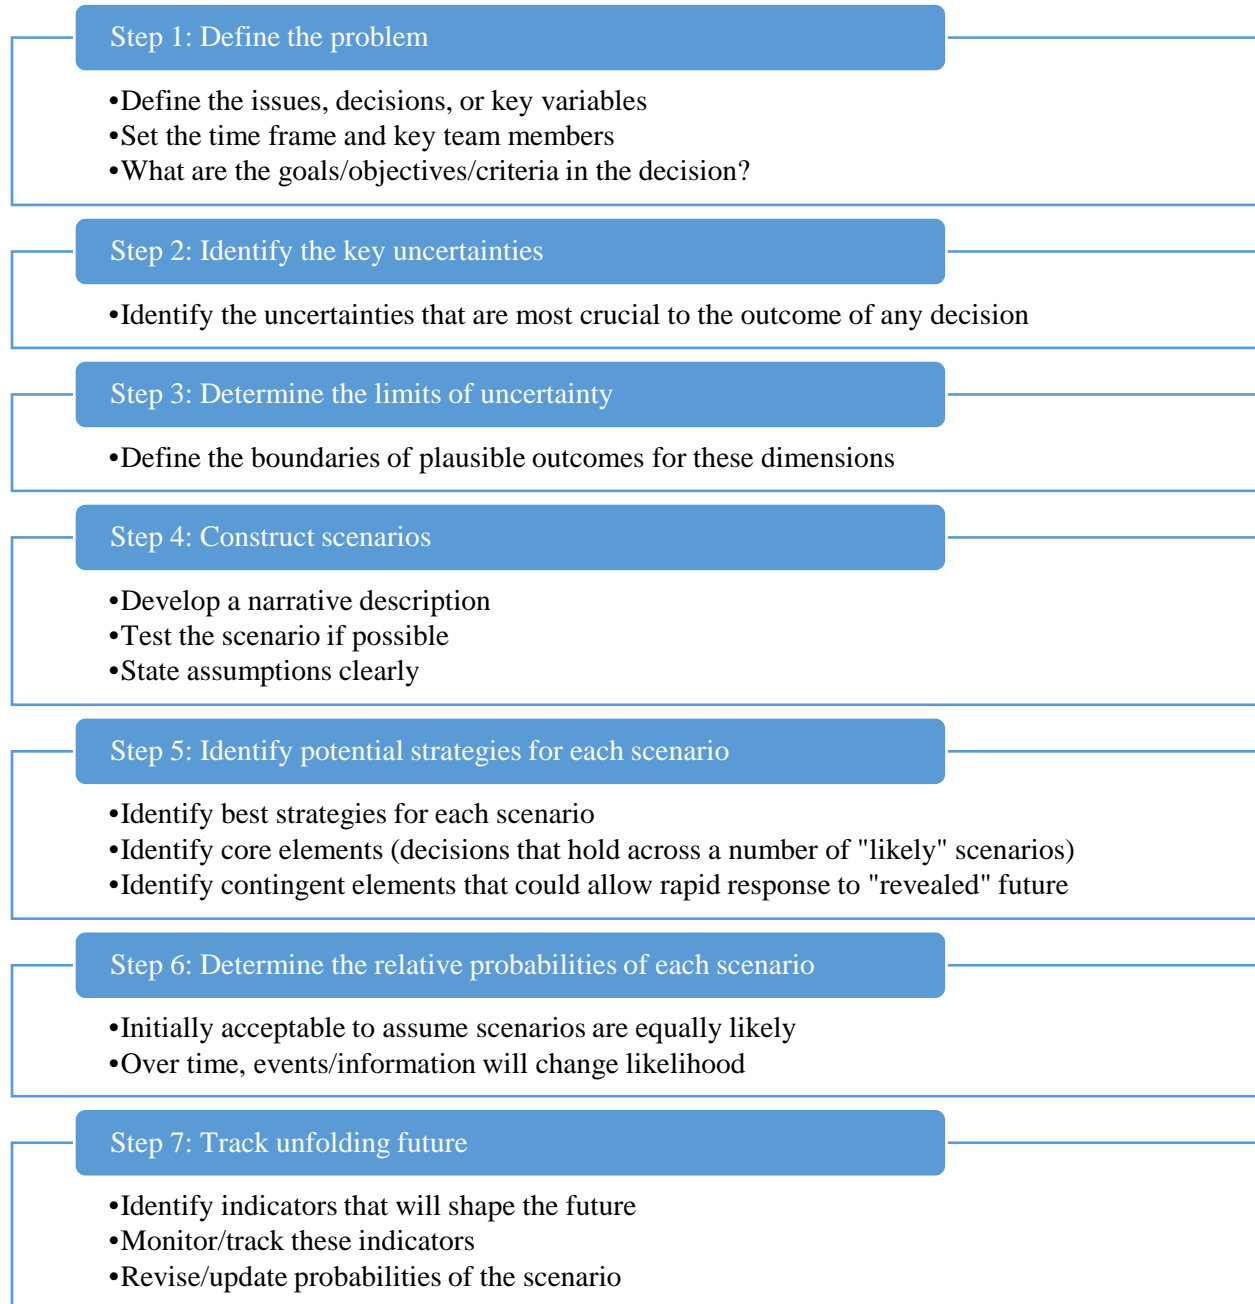 Step 1: Define the problem
•Define the issues, decisions, or key variables
•Set the time frame and key team members
•What are the goals/objectives/criteria in the decision?
Step 2: Identify the key uncertainties
•Identify the uncertainties that are most crucial to the outcome of any decision
Step 3: Determine the limits of uncertainty
•Define the boundaries of plausible outcomes for these dimensions
Step 4: Construct scenarios
•Develop a narrative description
•Test the scenario if possible
•State assumptions clearly
Step 5: Identify potential strategies for each scenario
•Identify best strategies for each scenario
•Identify core elements (decisions that hold across a number of "likely" scenarios)
•Identify contingent elements that could allow rapid response to "revealed" future
Step 6: Determine the relative probabilities of each scenario
•Initially acceptable to assume scenarios are equally likely
•Over time, events/information will change likelihood
Step 7: Track unfolding future
•Identify indicators that will shape the future
•Monitor/track these indicators
•Revise/update probabilities of the scenario